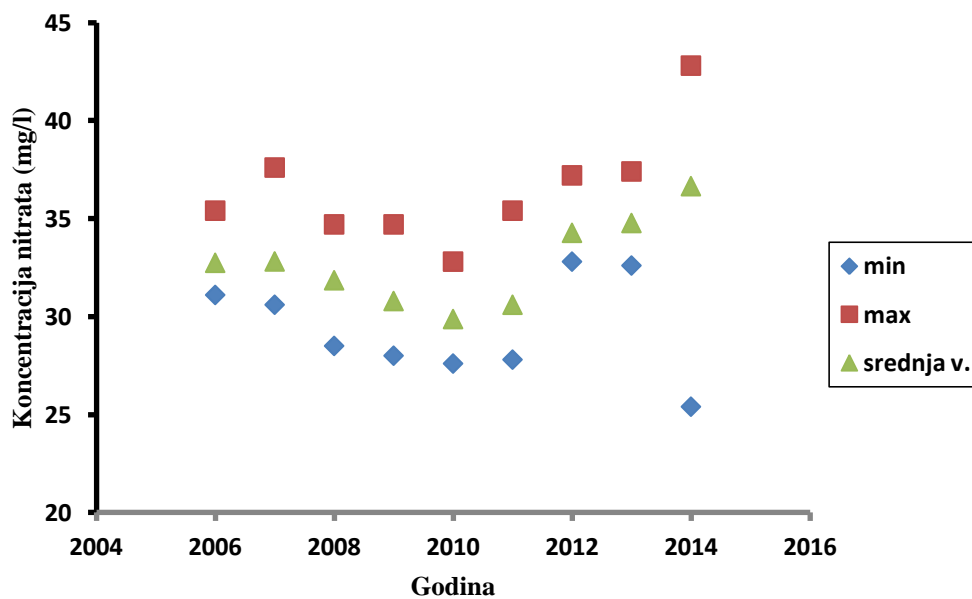 45
40
35
30
25
20
Koncentracija nitrata (mg/l)
2004 2006 2008 2010 2012 2014 2016
Godina
min
max
srednja v.